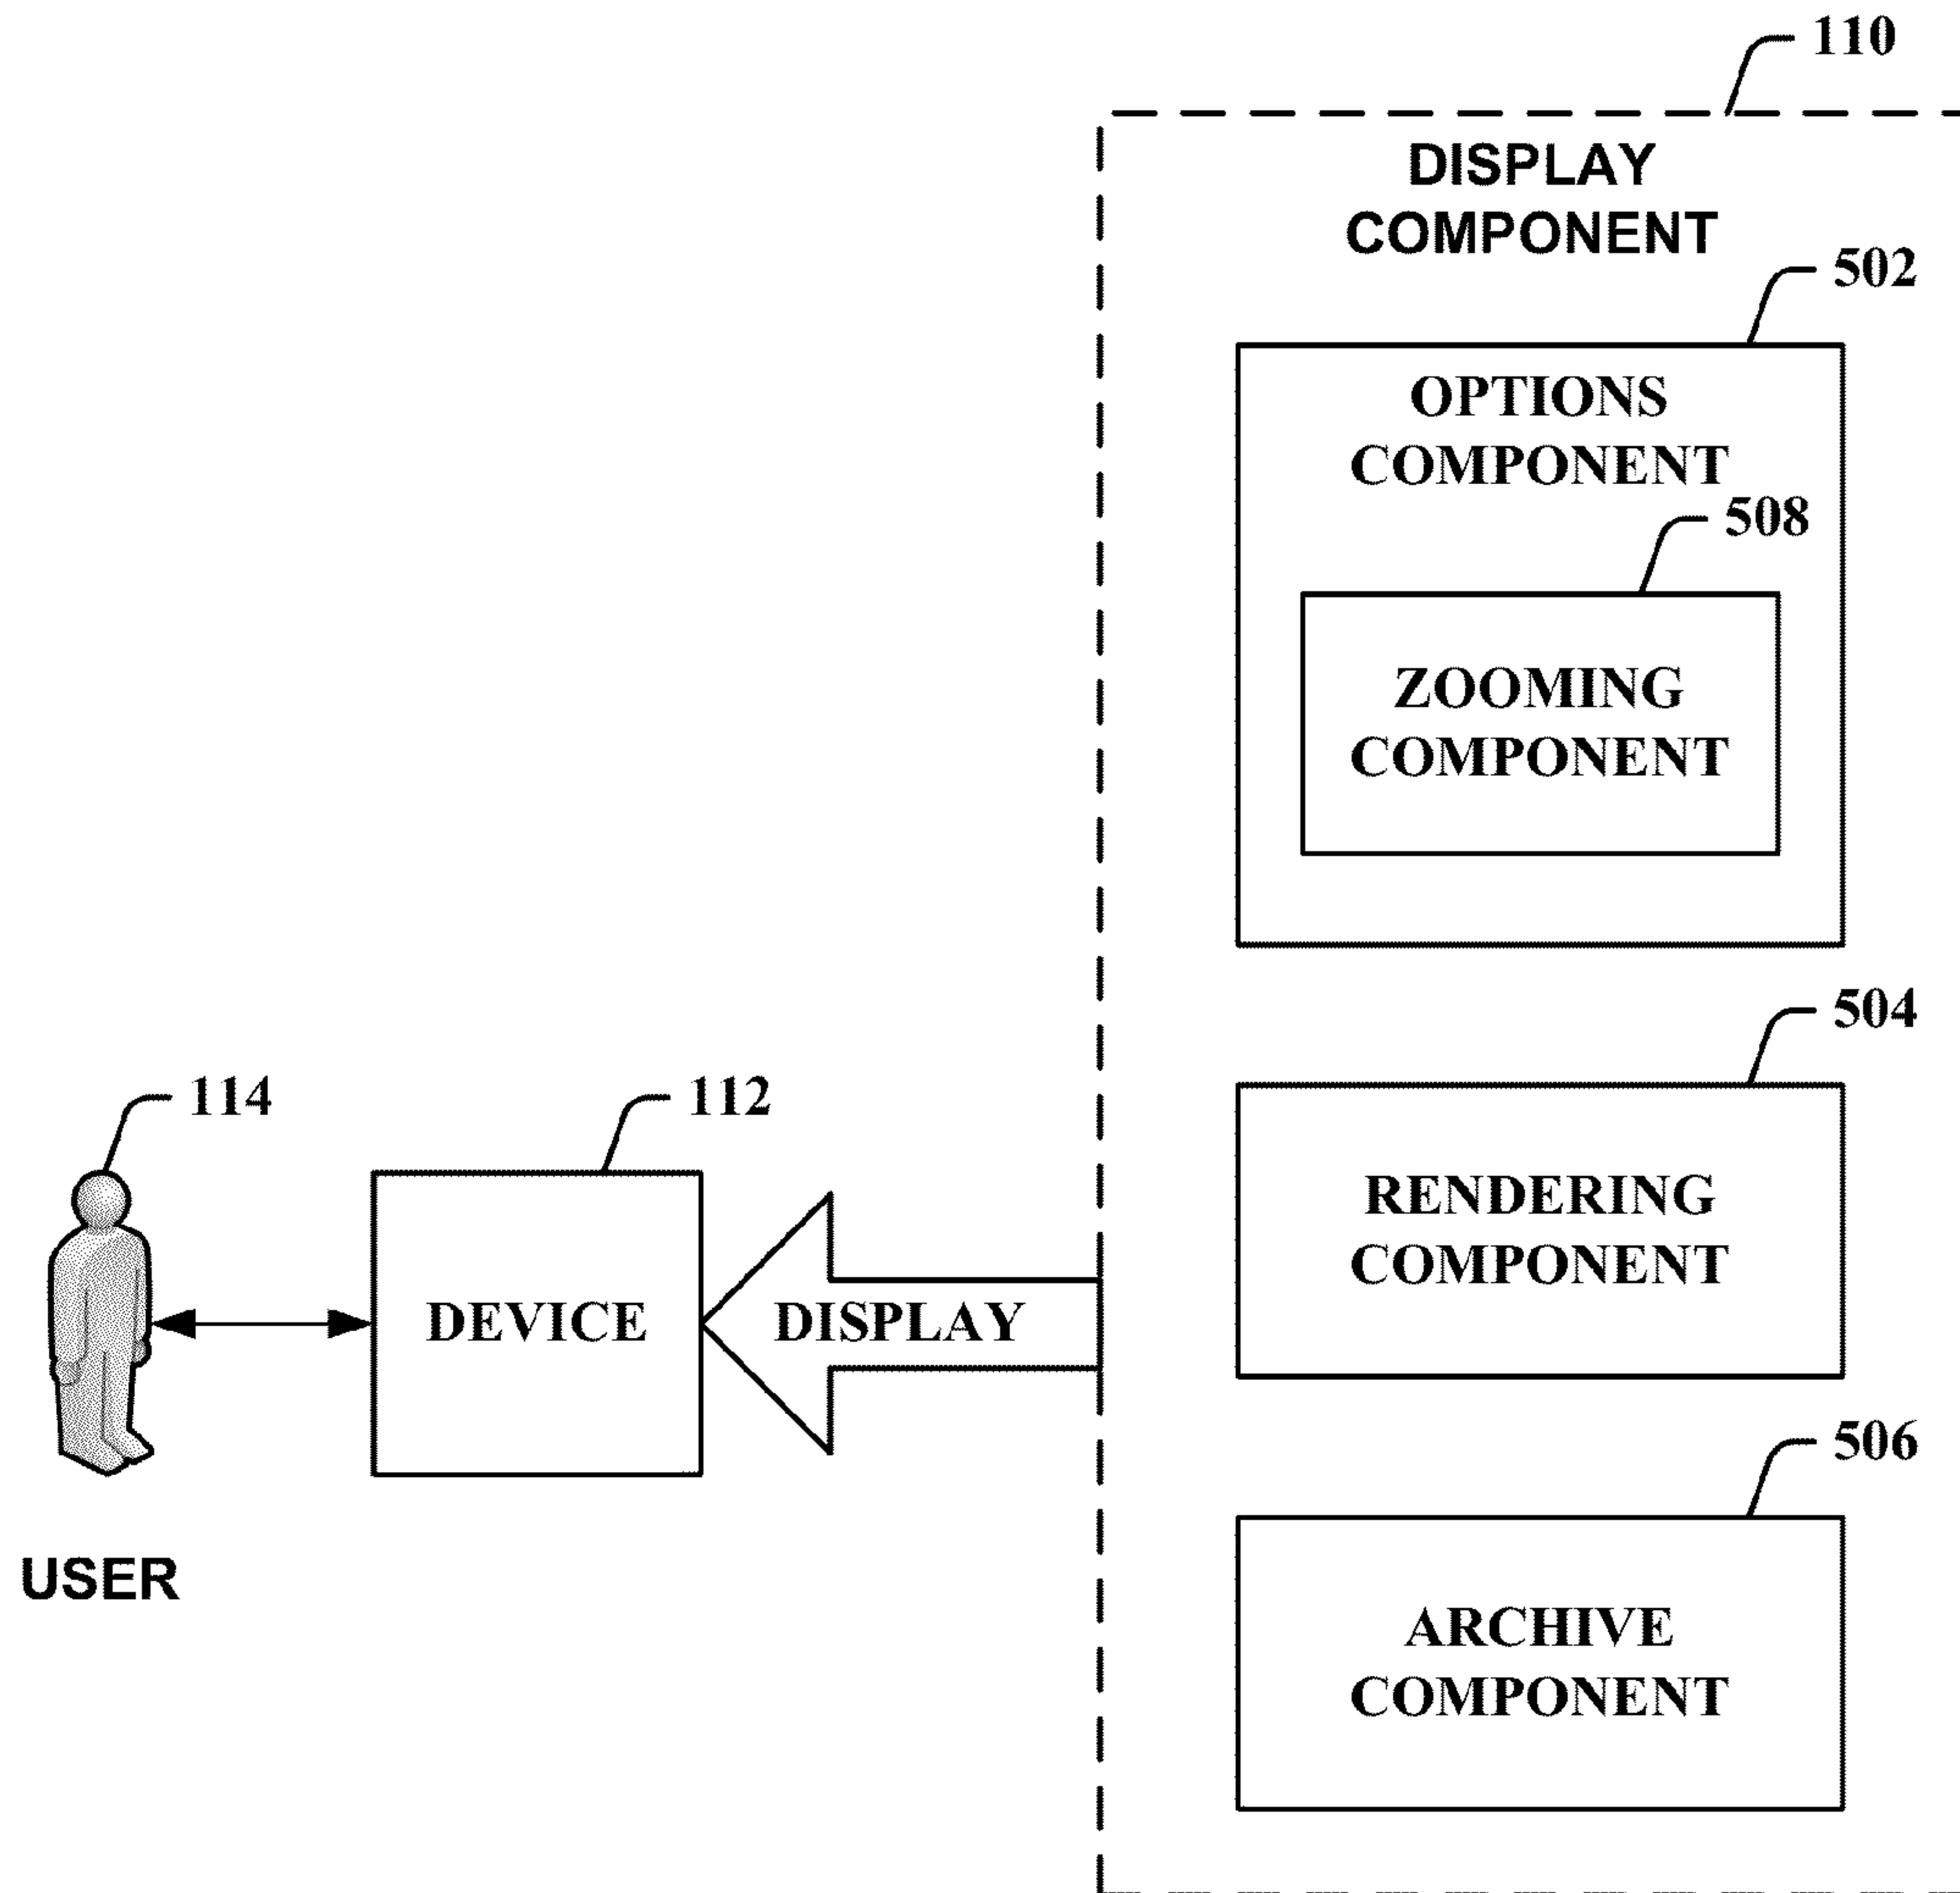 110
DISPLAY
COMPONENT
502
OPTIONS
COMPONENT
508
ZOOMING
COMPONENT
504
114
112
RENDERING
COMPONENT
DEVICE
DISPLAY
506
USER
ARCHIVE
COMPONENT